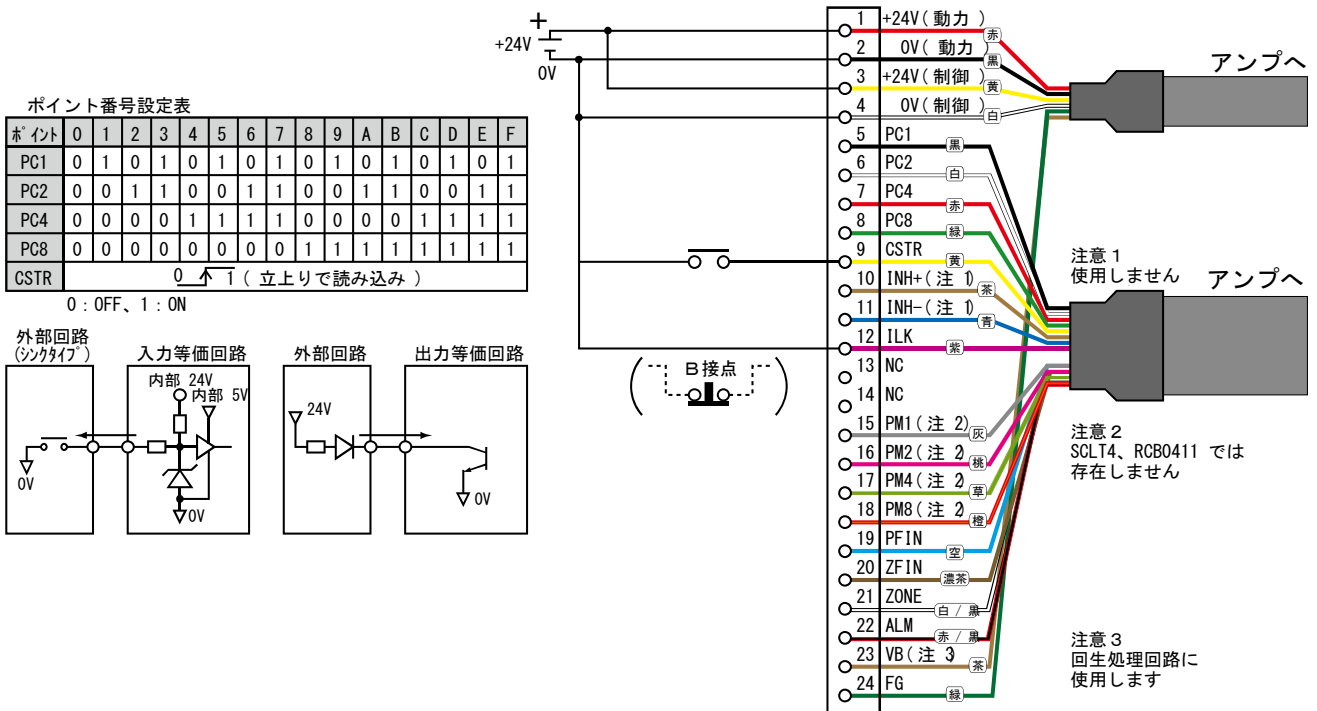 ポイント番号設定表
ﾎﾟｲﾝﾄ 0 1 2 3 4 5 6 7 8 9 A B C D E F
PC1 0 1 0 1 0 1 0 1 0 1 0 1 0 1 0 1
PC2 0 0 1 1 0 0 1 1 0 0 1 1 0 0 1 1
PC4 0 0 0 0 1 1 1 1 0 0 0 0 1 1 1 1
PC8 0 0 0 0 0 0 0 0 1 1 1 1 1 1 1 1
CSTR 0 1 ( 立上りで読み込み )
0：OFF、1：ON
外部回路
(ｼﾝｸﾀｲﾌﾟ)
0V
入力等価回路
内部 24V
内部 5V
0V
外部回路
24V
出力等価回路
0V
+
+24V
0V
B接点
1 +24V(動力 ) 赤
2 0V( 動力 ) 黒
3 +24V(制御 ) 黄
4 0V(制御 ) 白
5 PC1 黒
6 PC2 白
7 PC4 赤
8 PC8 緑
9 CSTR 黄
10 INH+(注 1) 茶
11 INH-(注 1) 青
12 ILK 紫
13 NC
14 NC
15 PM1(注 2) 灰
16 PM2(注 2) 桃
17 PM4(注 2) 草
18 PM8(注 2) 橙
19 PFIN 空
20 ZFIN 濃茶
21 ZONE 白 / 黒
22 ALM 赤 / 黒
23 VB(注 3) 茶
24 FG 緑
アンプへ
注意1
使用しません
アンプへ
注意2
SCLT4、RCB0411 では
存在しません
注意3
回生処理回路に
使用します